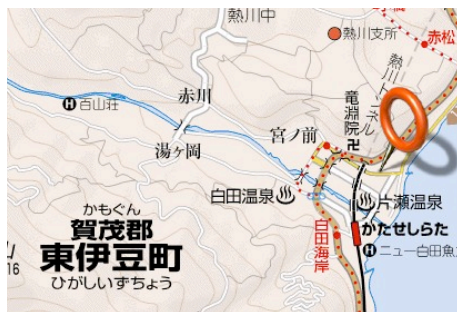 熱川中
熱川支所
赤松
熱川トンネル
百山荘
赤川
竜淵院
宮ノ前
湯ヶ岡
白田温泉
片瀬温泉
かもぐん
賀茂郡
東伊豆町
ひがしいずちょう
かたせしらた
白田海岸
ニュー白田魚
16